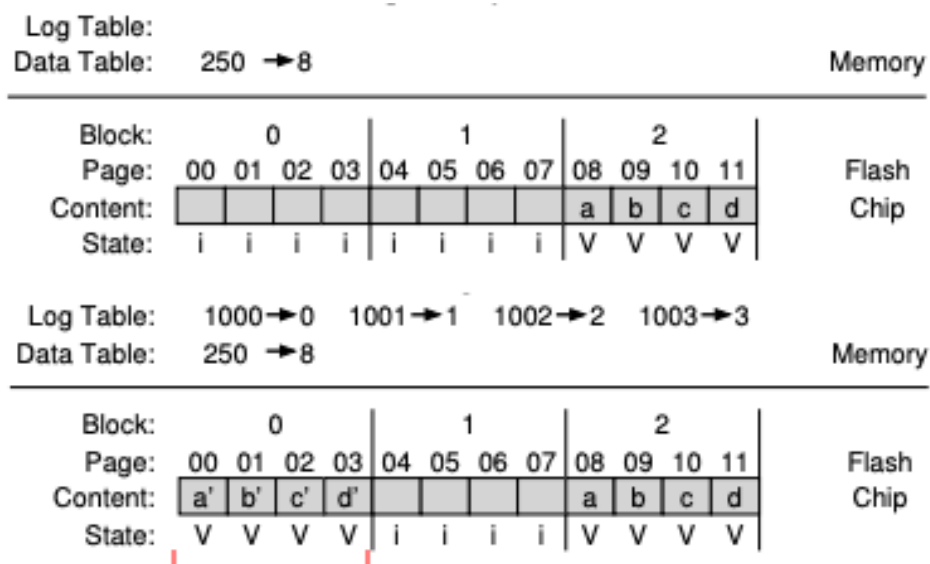 Log Table:
Data Table: 250 →8 Memory
Block: 0 1 2
Page: 00 01 02 03 04 05 06 07 08 09 10 11 Flash
Content: a b c d Chip
State: i i i i i i i i V V V V
Log Table: 1000→0 1001→1 1002→2 1003→3
Data Table: 250 →8 Memory
Block: 0 1 2
Page: 00 01 02 03 04 05 06 07 08 09 10 11 Flash
Content: a' b' c' d' a b c d Chip
State: V V V V i i i i V V V V